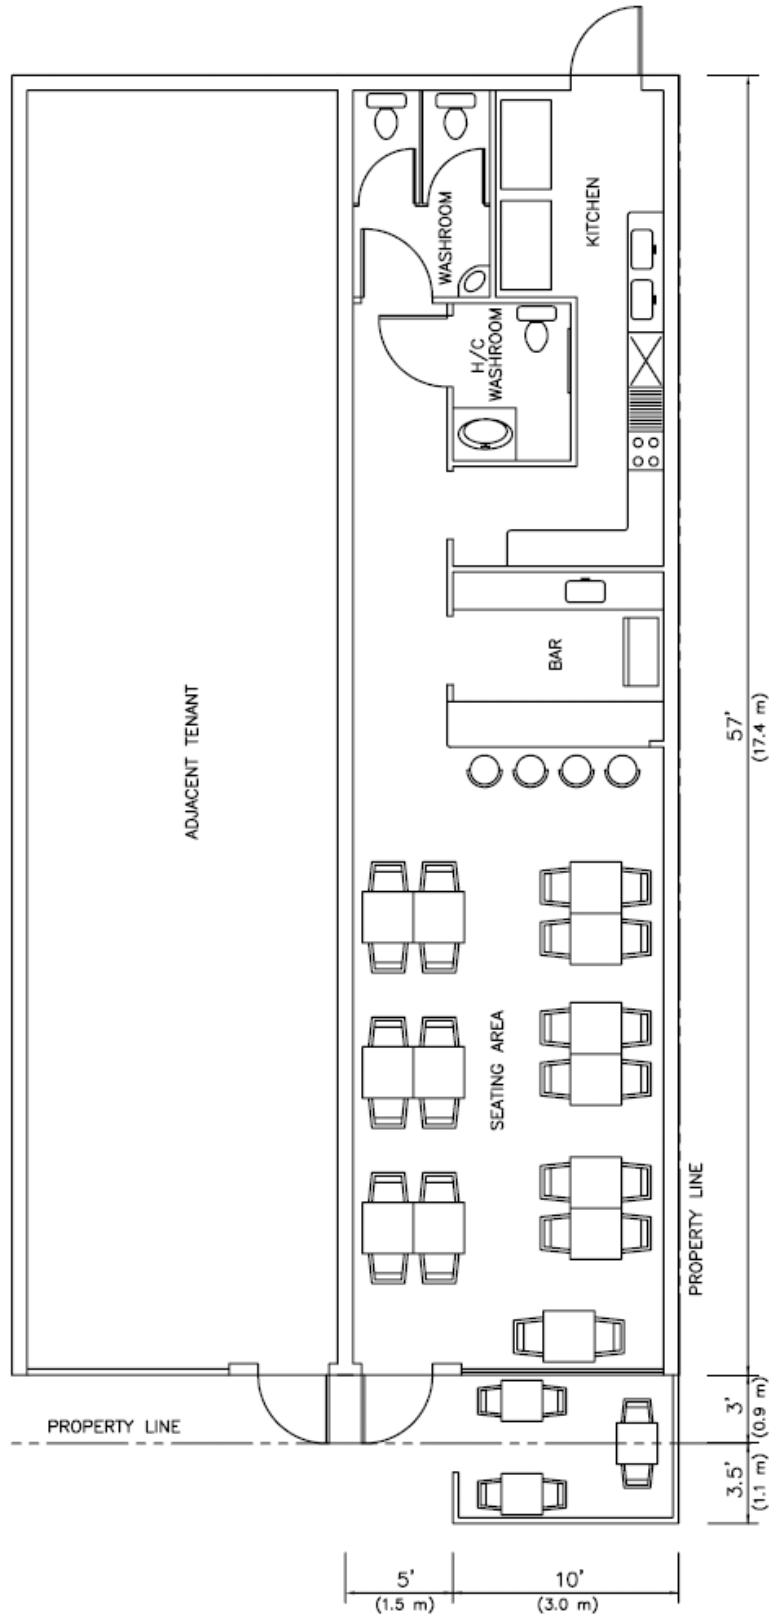 WASHROOM
KITCHEN
H/C
WASHROOM
BAR
ADJACENT TENANT
57'
(17.4 m)
SEATING AREA
PROPERTY LINE
PROPERTY LINE
3'
(0.9 m)
3.5'
(1.1 m)
5'
(1.5 m)
10'
(3.0 m)